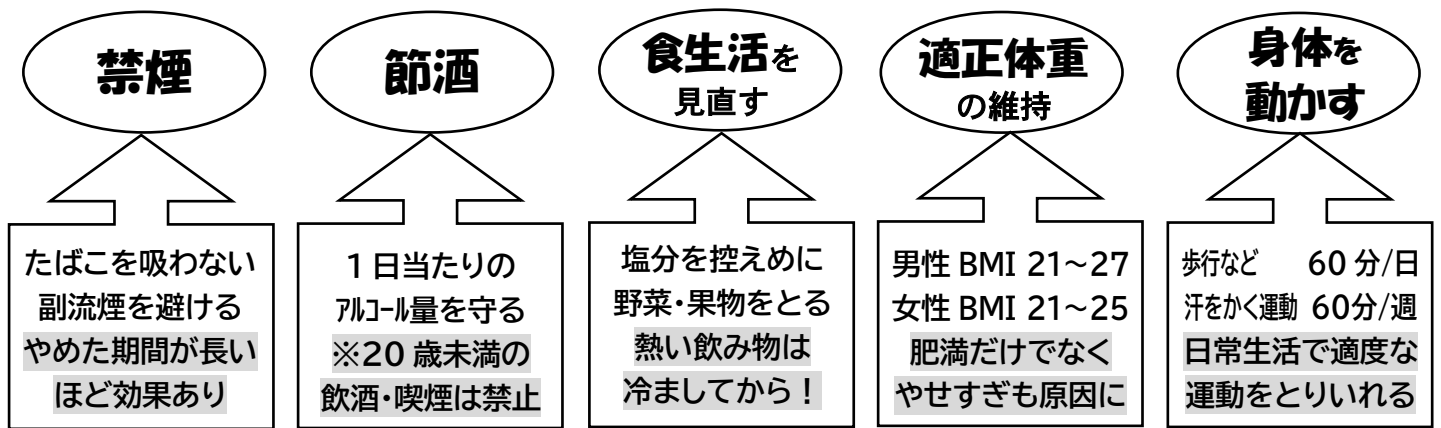 禁煙
たばこを吸わない
副流煙を避ける
やめた期間が長い
ほど効果あり
節酒
1日当たりの
アルコール量を守る
※20歳未満の
飲酒・喫煙は禁止
食生活を
見直す
塩分を控えめに
野菜・果物をとる
熱い飲み物は
冷ましてから！
適正体重
の維持
男性 BMI 21～27
女性 BMI 21～25
肥満だけでなく
やせすぎも原因に
身体を
動かす
歩行など 60分/日
汗をかく運動 60分/週
日常生活で適度な
運動をとりいれる